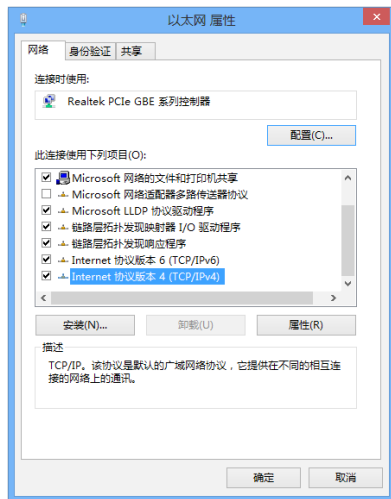 以太网 属性
网络 身份验证 共享
连接时使用:
Realtek PCIe GBE 系列控制器
配置(C)...
此连接使用下列项目(O):
Microsoft 网络的文件和打印机共享
Microsoft 网络适配器多路传送器协议
Microsoft LLDP 协议驱动程序
链路层拓扑发现映射器 I/O 驱动程序
链路层拓扑发现响应程序
Internet 协议版本 6 (TCP/IPv6)
Internet 协议版本 4 (TCP/IPv4)
安装(N)... 卸载(U) 属性(R)
描述
TCP/IP。该协议是默认的广域网络协议，它提供在不同的相互连
接的网络上的通讯。
确定 取消